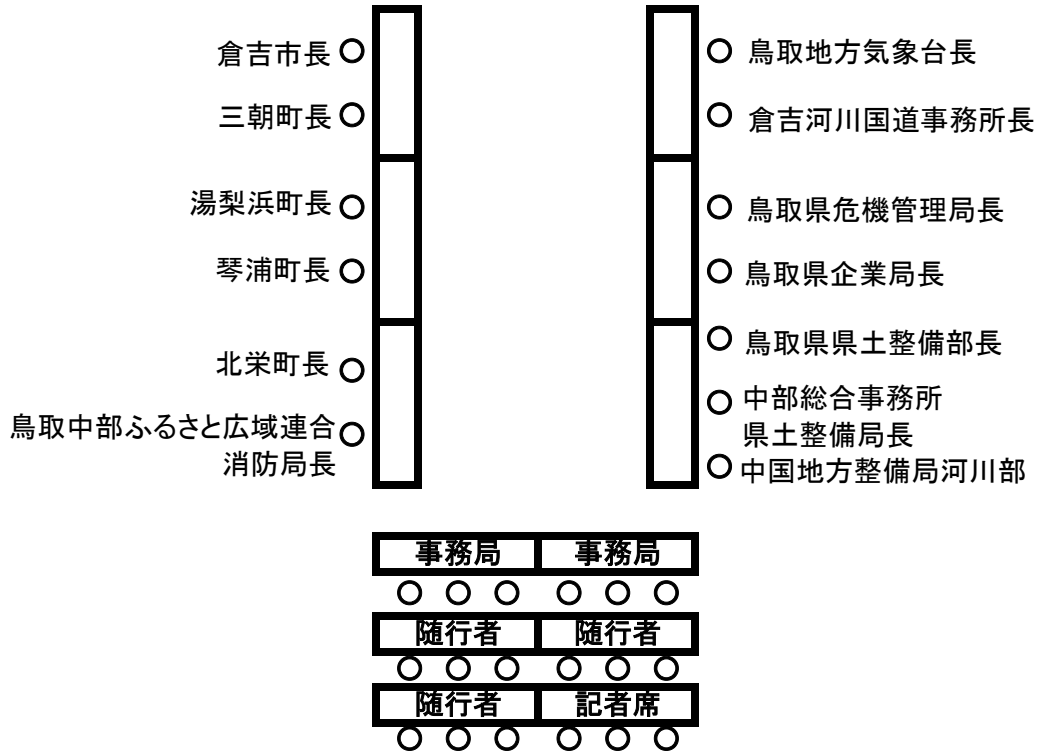 倉吉市長
鳥取地方気象台長
三朝町長
倉吉河川国道事務所長
湯梨浜町長
鳥取県危機管理局長
琴浦町長
鳥取県企業局長
鳥取県県土整備部長
北栄町長
中部総合事務所
県土整備局長
鳥取中部ふるさと広域連合
消防局長
中国地方整備局河川部
事務局
事務局
随行者
随行者
随行者
記者席